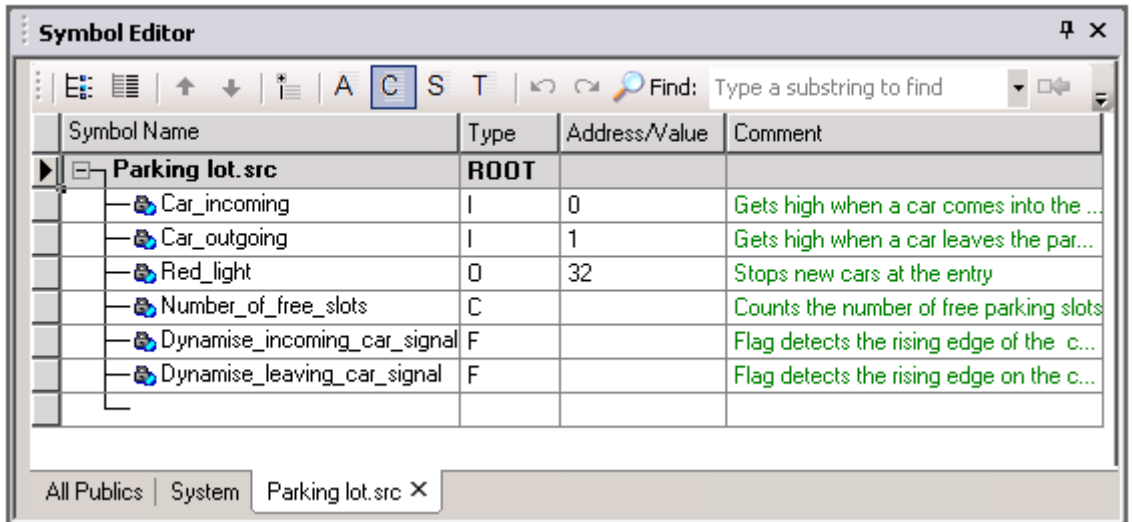 Symbol Editor
A C S T Find: Type a substring to find
Symbol Name Type Address/Value Comment
Parking lot.src ROOT
Car_incoming I 0 Gets high when a car comes into the ...
Car_outgoing I 1 Gets high when a car leaves the par...
Red_light O 32 Stops new cars at the entry
Number_of_free_slots C Counts the number of free parking slots
Dynamise_incoming_car_signal F Flag detects the rising edge of the c...
Dynamise_leaving_car_signal F Flag detects the rising edge on the c...
All Publics System Parking lot.src